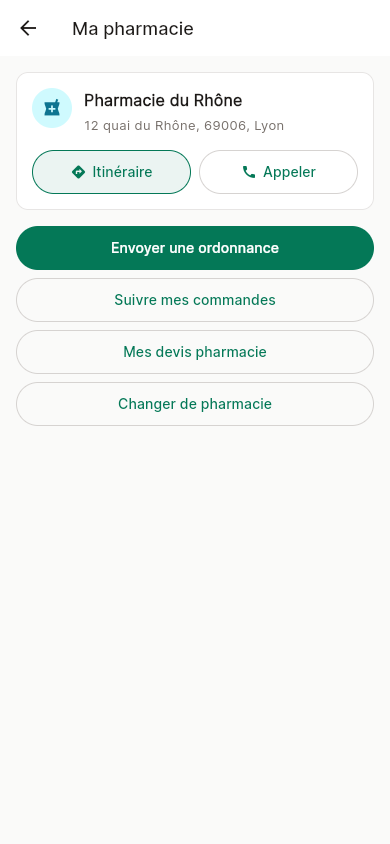 Ma pharmacie
Pharmacie du Rhône
12 quai du Rhône, 69006, Lyon
Itinéraire
Appeler
Envoyer une ordonnance
Suivre mes commandes
Mes devis pharmacie
Changer de pharmacie